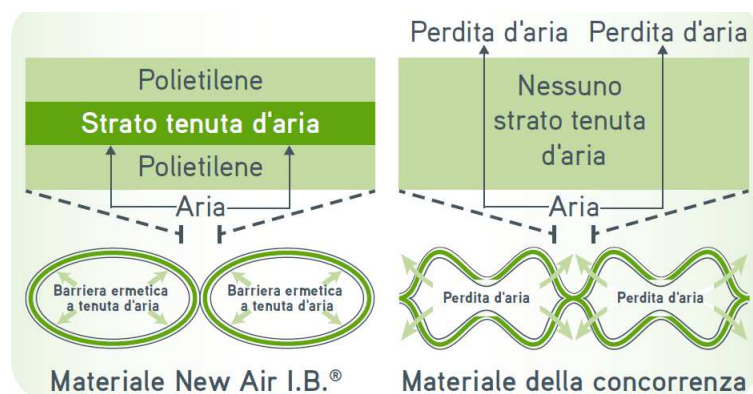 Polietilene
Strato tenuta d'aria
Polietilene
Aria
Barriera ermetica
a tenuta d'aria
Barriera ermetica
a tenuta d'aria
Materiale New Air I.B.®
Perdita d'aria Perdita d'aria
Nessuno
strato tenuta
d'aria
Aria
Perdita d'aria
Perdita d'aria
Materiale della concorrenza